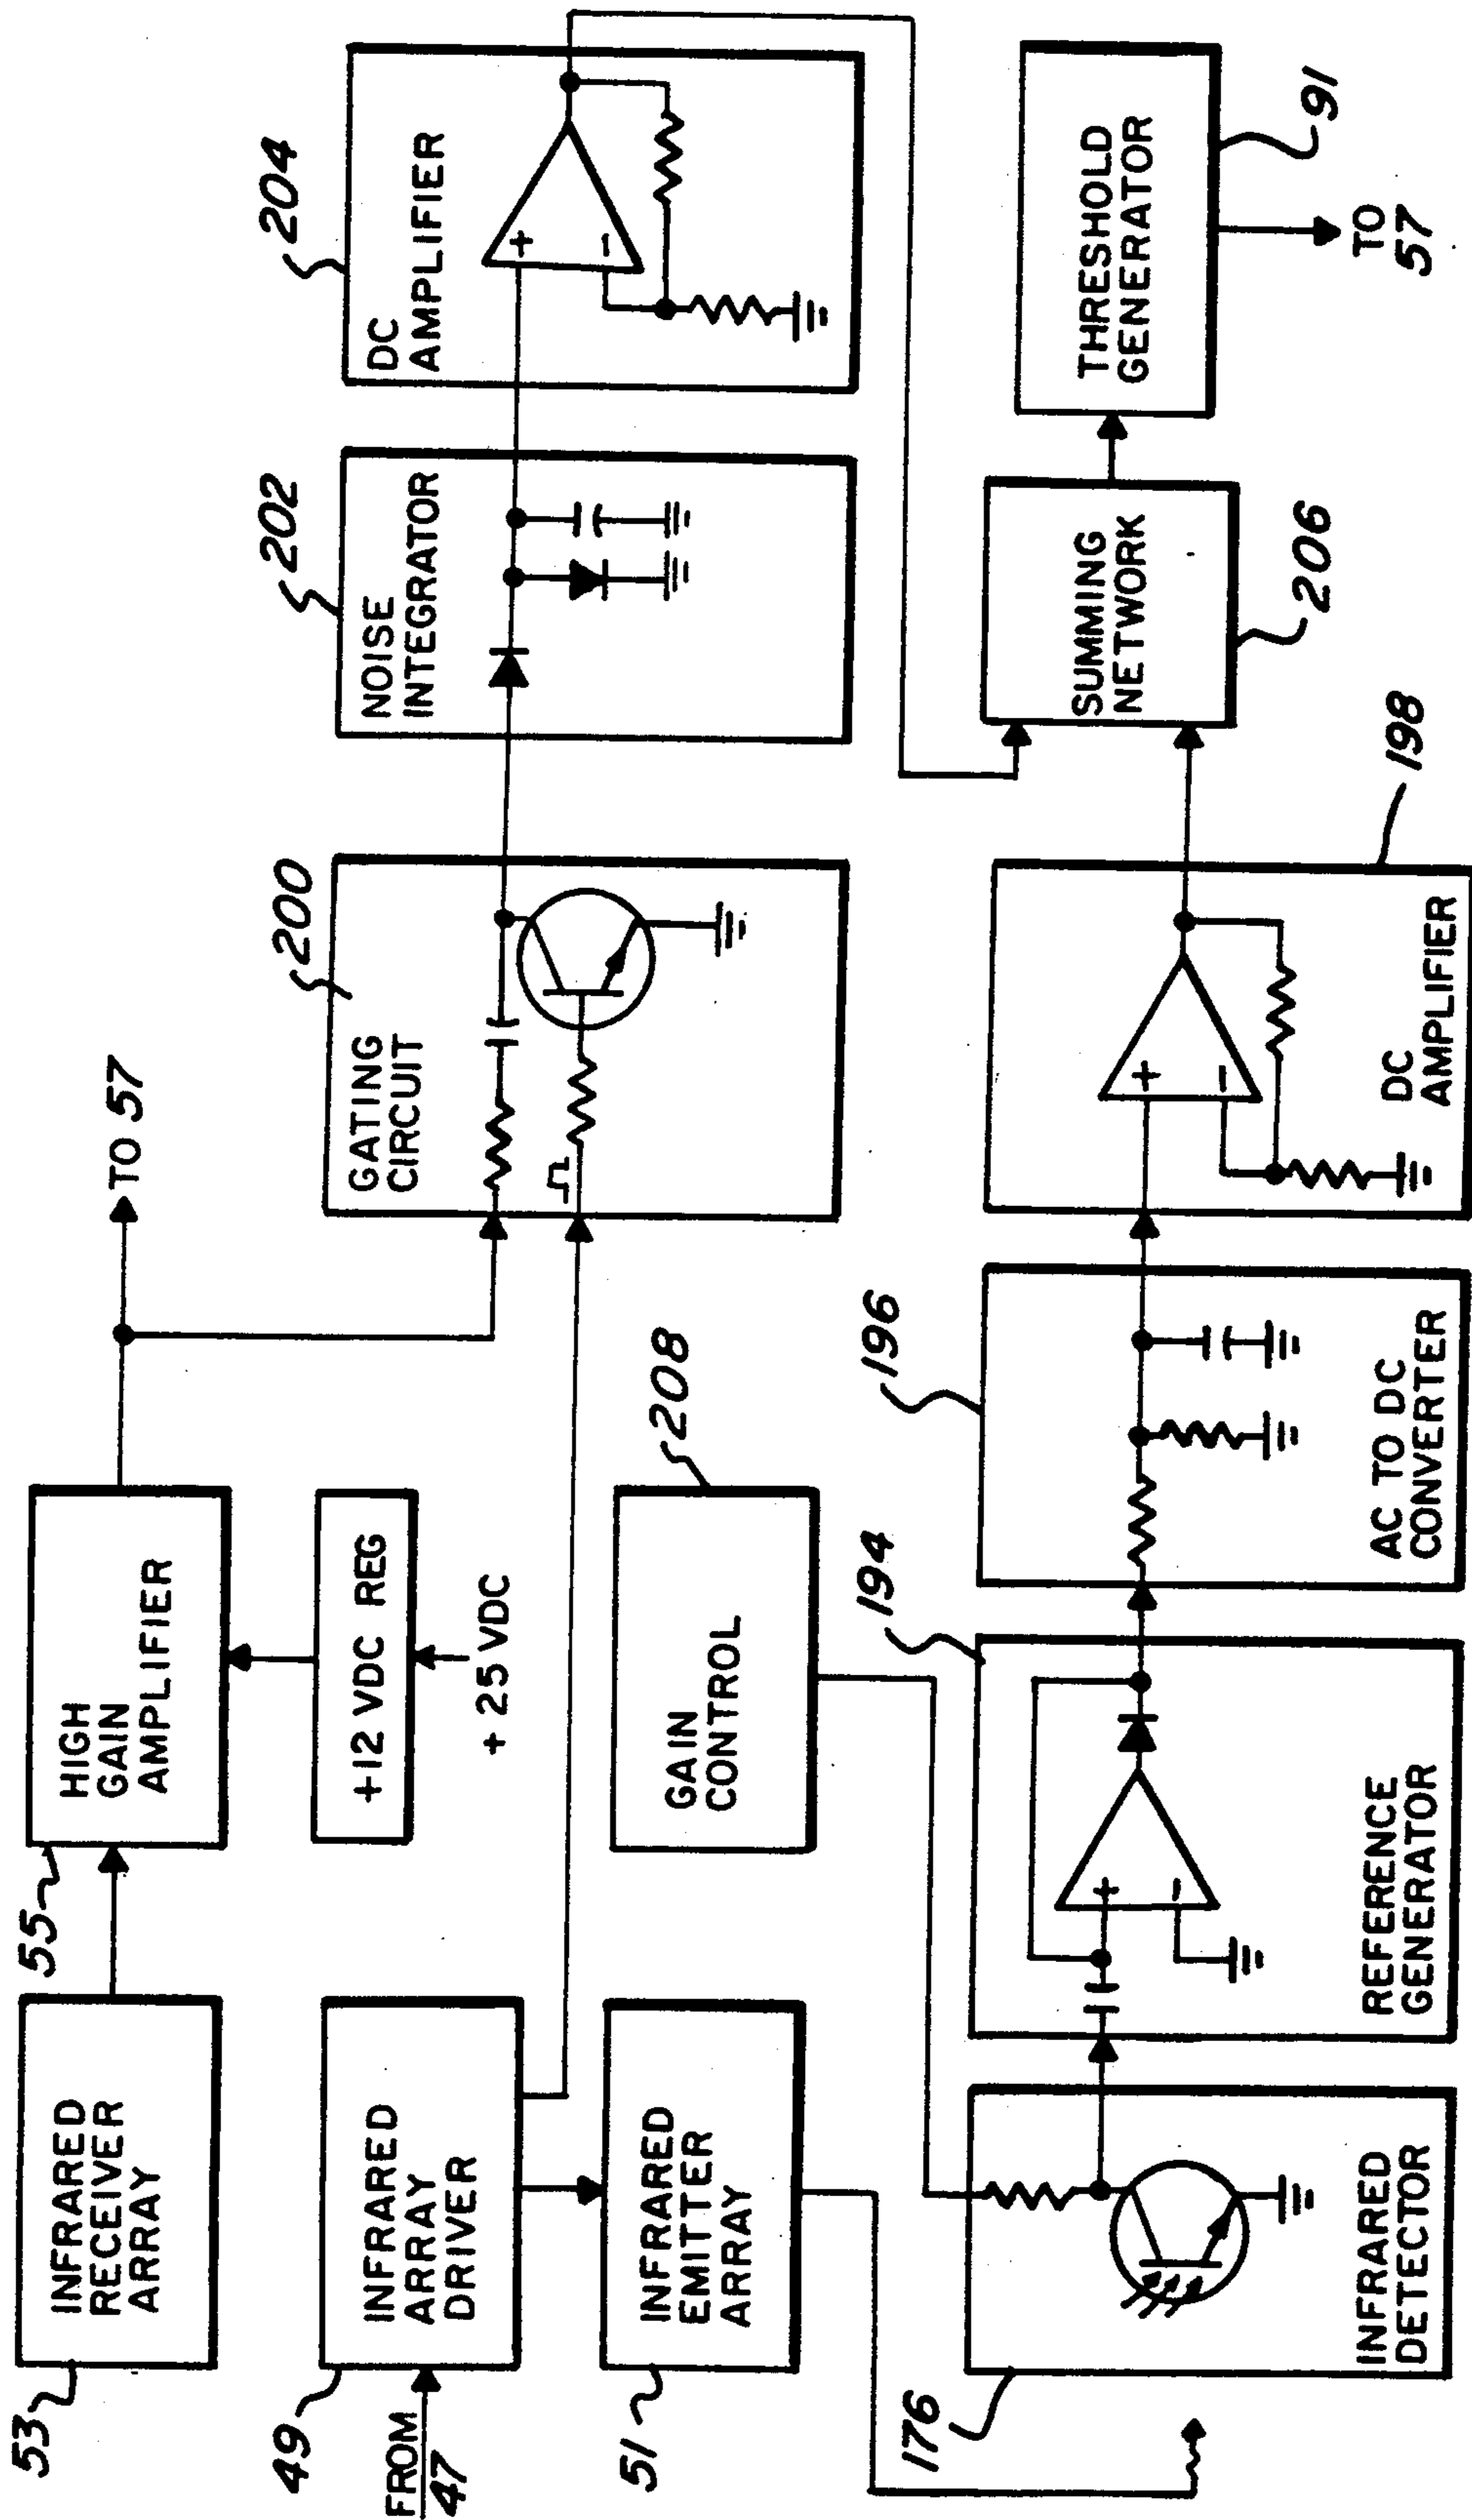 53
INFRARED
RECEIVER
ARRAY
55
HIGH
GAIN
AMPLIFIER
TO 57
+12 VDC REG
+ 25 VDC
FROM
47
49
INFRARED
ARRAY
DRIVER
51
INFRARED
EMITTER
ARRAY
GAIN
CONTROL
208
GATING
CIRCUIT
200
NOISE
INTEGRATOR
202
DC
AMPLIFIER
+
-
204
176
INFRARED
DETECTOR
REFERENCE
GENERATOR
+
-
194
AC TO DC
CONVERTER
196
DC
AMPLIFIER
+
-
198
SUMMING
NETWORK
206
THRESHOLD
GENERATOR
91
TO
57